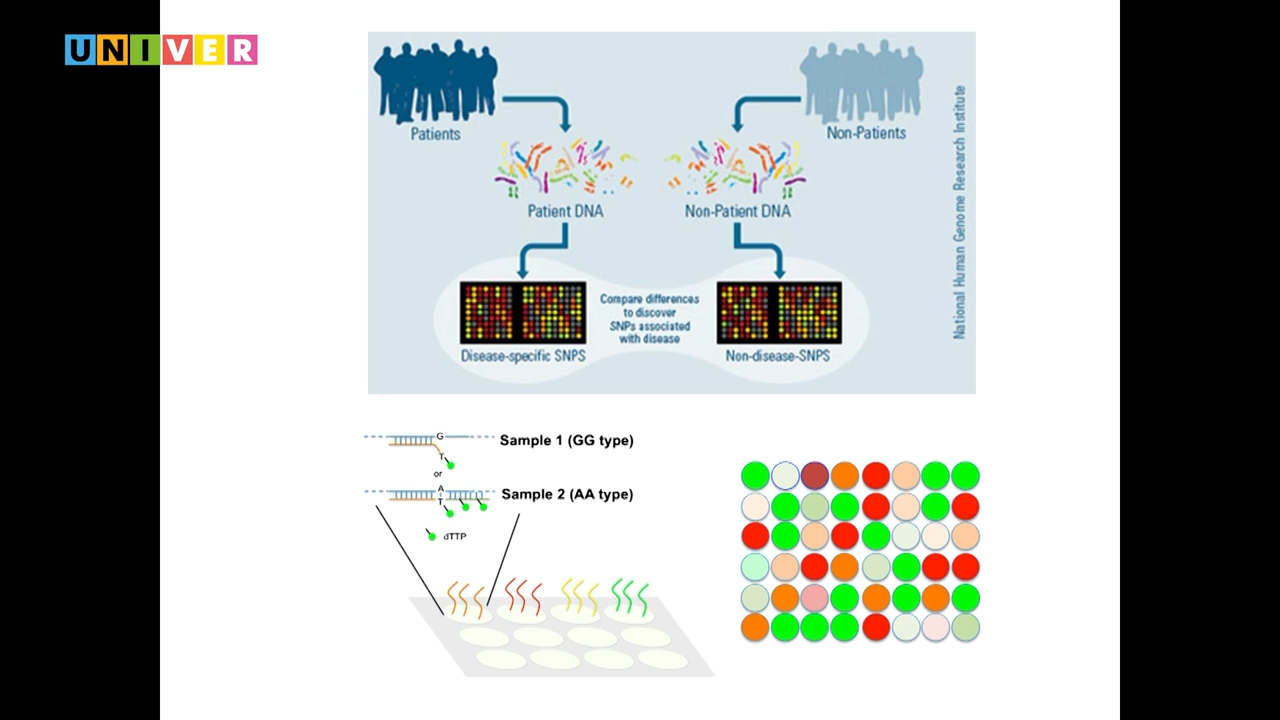 UNIVER
Patients
Non-Patients
Patient DNA
Non-Patient DNA
Compare differences
to discover
SNPs associated
with disease
Disease-specific SNPS
Non-disease-SNPS
National Human Genome Research Institute
G
Sample 1 (GG type)
T
or
A
Sample 2 (AA type)
T
dTTP